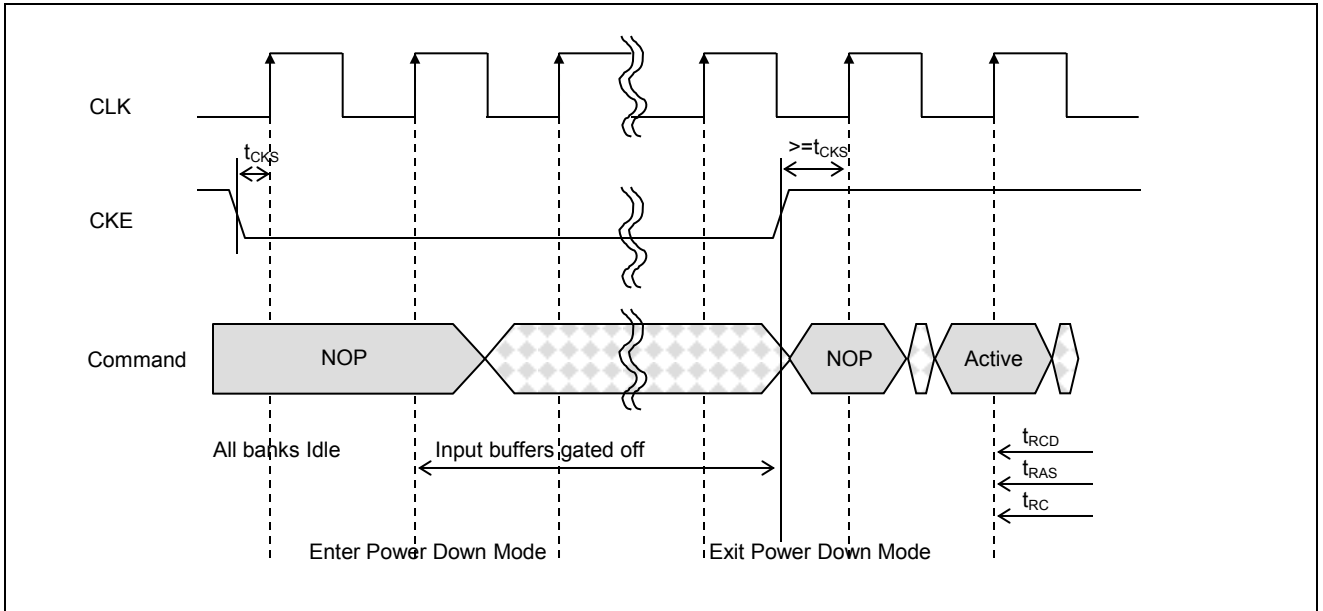 CLK
tCKS
>=tCKS
CKE
Command
NOP
NOP
Active
All banks Idle
Input buffers gated off
tRCD
tRAS
tRC
Enter Power Down Mode
Exit Power Down Mode